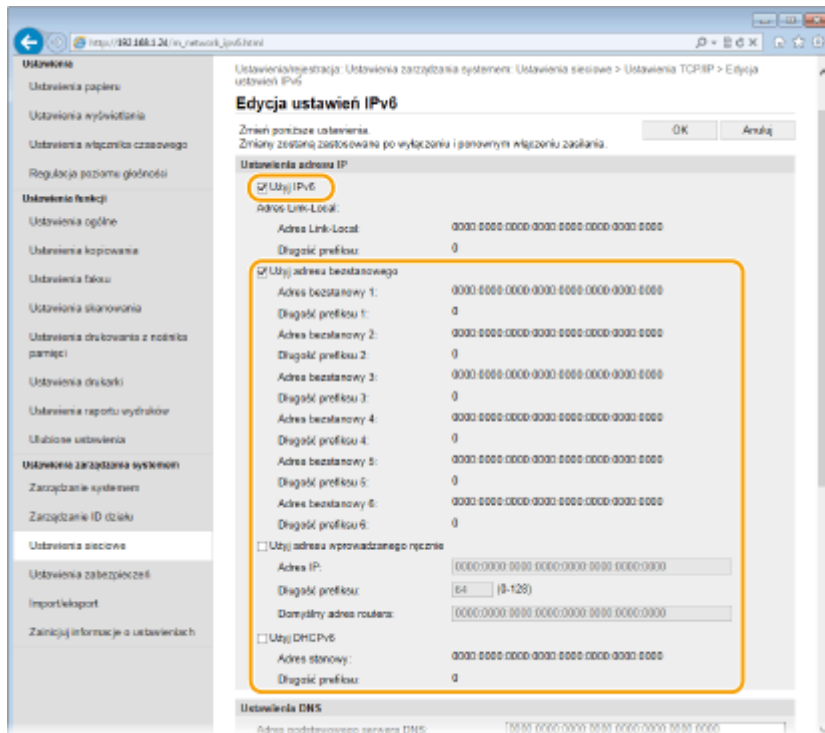 http://192.168.1.24/m_network_ipv6.html
Ustawienia
Ustawienia papieru
Ustawienia wyświetlania
Ustawienia włącznika czasowego
Regulacja poziomu głośności
Ustawienia funkcji
Ustawienia ogólne
Ustawienia kopiowania
Ustawienia faksu
Ustawienia skanowania
Ustawienia drukowania z nośnika
pamięci
Ustawienia drukarki
Ustawienia raportu wydruków
Ulubione ustawienia
Ustawienia zarządzania systemem
Zarządzanie systemem
Zarządzanie ID działu
Ustawienia sieciowe
Ustawienia zabezpieczeń
Import/eksport
Zainicjuj informacje o ustawieniach
Ustawienia/rejestracja: Ustawienia zarządzania systemem: Ustawienia sieciowe > Ustawienia TCP/IP > Edycja
ustawień IPv6
Edycja ustawień IPv6
Zmień poniższe ustawienia.
Zmiany zostaną zastosowane po wyłączeniu i ponownym włączeniu zasilania.
OK Anuluj
Ustawienia adresu IP
Użyj IPv6
Adres Link-Local:
Adres Link-Local: 0000:0000:0000:0000:0000:0000:0000:0000
Długość prefiksu: 0
Użyj adresu bezstanowego
Adres bezstanowy 1: 0000:0000:0000:0000:0000:0000:0000:0000
Długość prefiksu 1: 0
Adres bezstanowy 2: 0000:0000:0000:0000:0000:0000:0000:0000
Długość prefiksu 2: 0
Adres bezstanowy 3: 0000:0000:0000:0000:0000:0000:0000:0000
Długość prefiksu 3: 0
Adres bezstanowy 4: 0000:0000:0000:0000:0000:0000:0000:0000
Długość prefiksu 4: 0
Adres bezstanowy 5: 0000:0000:0000:0000:0000:0000:0000:0000
Długość prefiksu 5: 0
Adres bezstanowy 6: 0000:0000:0000:0000:0000:0000:0000:0000
Długość prefiksu 6: 0
Użyj adresu wprowadzanego ręcznie
Adres IP: 0000:0000:0000:0000:0000:0000:0000:0000
Długość prefiksu: 64 (0-128)
Domyślny adres routera: 0000:0000:0000:0000:0000:0000:0000:0000
Użyj DHCPv6
Adres stanowy: 0000:0000:0000:0000:0000:0000:0000:0000
Długość prefiksu: 0
Ustawienia DNS
Adres podstawowego serwera DNS: 0000:0000:0000:0000:0000:0000:0000:0000